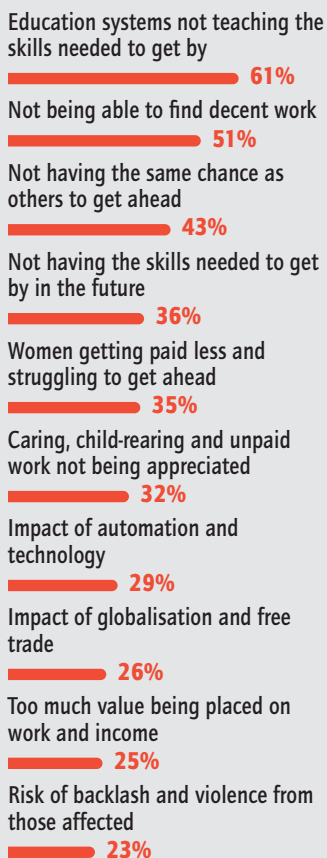 Education systems not teaching the
skills needed to get by
61%
Not being able to find decent work
51%
Not having the same chance as
others to get ahead
43%
Not having the skills needed to get
by in the future
36%
Women getting paid less and
struggling to get ahead
35%
Caring, child-rearing and unpaid
work not being appreciated
32%
Impact of automation and
technology
29%
Impact of globalisation and free
trade
26%
Too much value being placed on
work and income
25%
Risk of backlash and violence from
those affected
23%